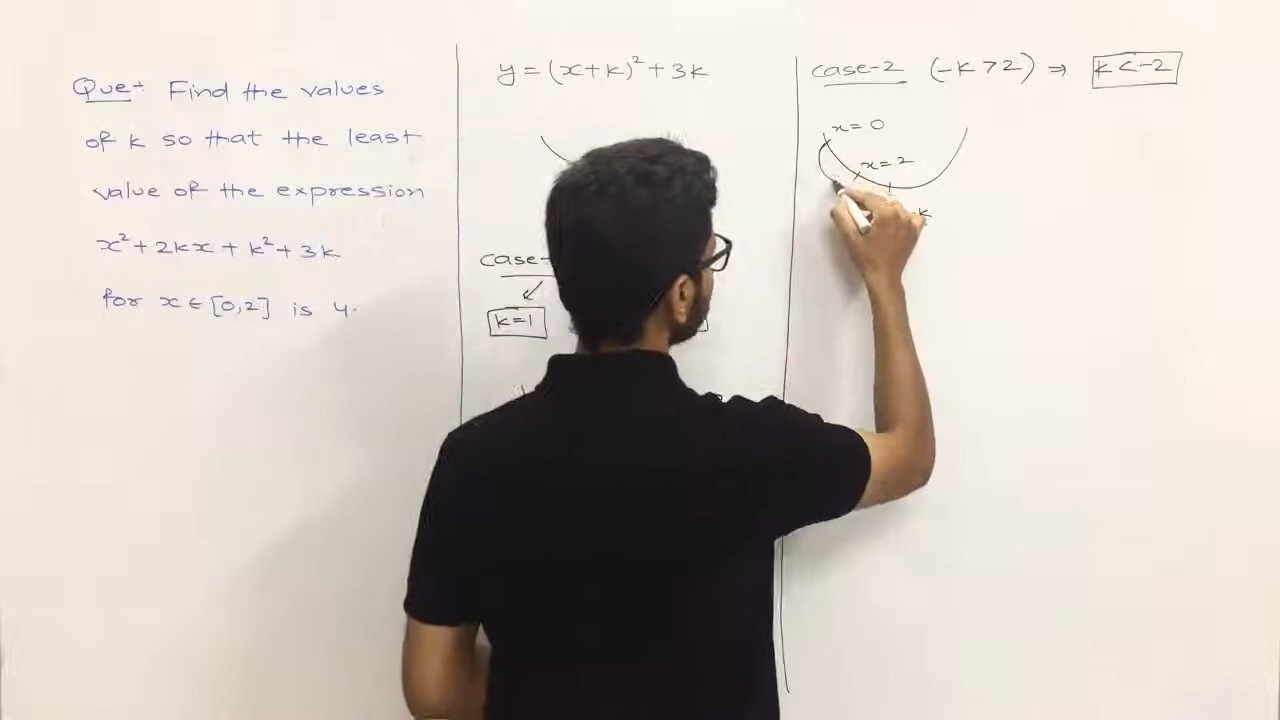 Que→ Find the values
of k so that the least
value of the expression
x² + 2kx + k² + 3k
for x ∈ [0,2] is 4.
y = (x+k)² + 3k
case-
k=1
case-2 (-k > 2) ⇒ k < -2
x = 0
x = 2
-k